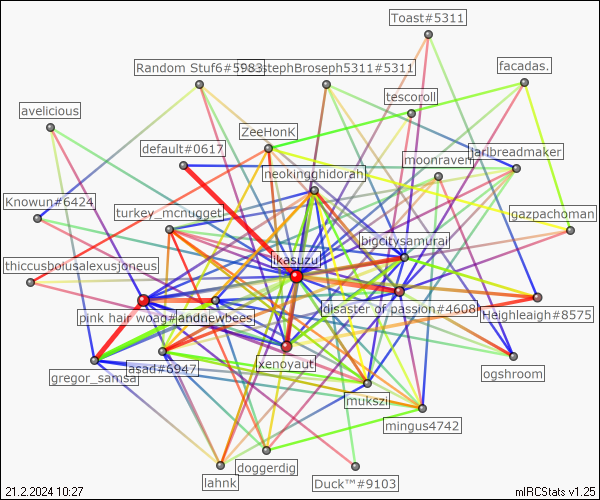 Toast#5311
Random Stuf6#5983
stephBroseph5311#5311
facadas.
tescoroll
avelicious
ZeeHonK
default#0617
moonraven
jarlbreadmaker
neokingghidorah
Knowun#6424
turkey_mcnugget
gazpachoman
bigcitysamurai
ikasuzu
thiccusboiusalexusjoneus
pink hair woag#
andnewbees
disaster of passion#4608
Heighleaigh#8575
xenoyaut
gregor_samsa
asad#6947
ogshroom
mukszi
mingus4742
doggerdig
lahnk
Duck™#9103
21.2.2024 10:27
mIRCStats v1.25